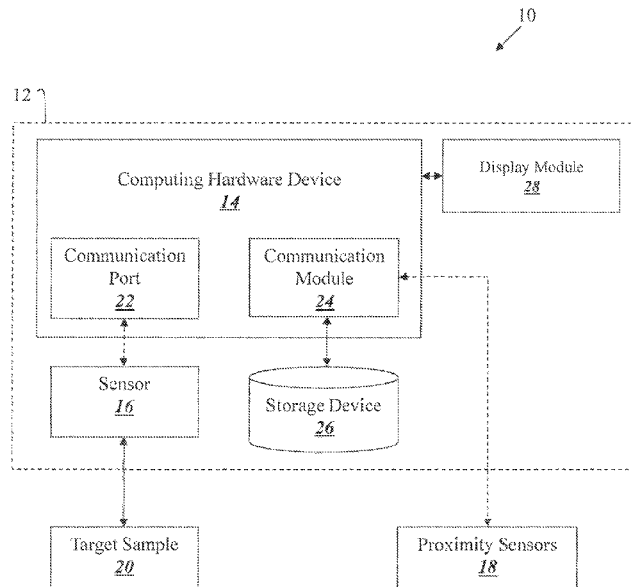 10
12
Computing Hardware Device
14
Display Module
28
Communication
Port
22
Communication
Module
24
Sensor
16
Storage Device
26
Target Sample
20
Proximity Sensors
18